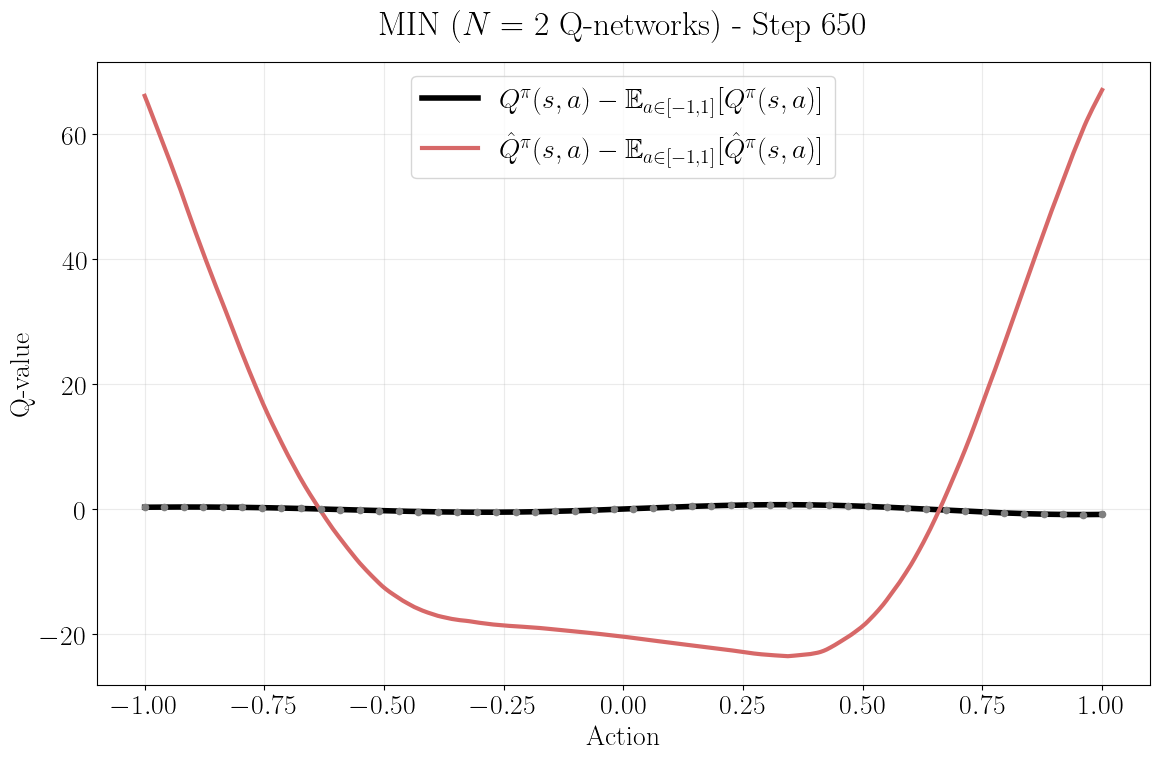 MIN (N = 2 Q-networks) - Step 650
Q^π(s, a) − 𝔼_{a∈[−1,1]}[Q^π(s, a)]
Q̂^π(s, a) − 𝔼_{a∈[−1,1]}[Q̂^π(s, a)]
Q-value
60
40
20
0
−20
−1.00 −0.75 −0.50 −0.25 0.00 0.25 0.50 0.75 1.00
Action